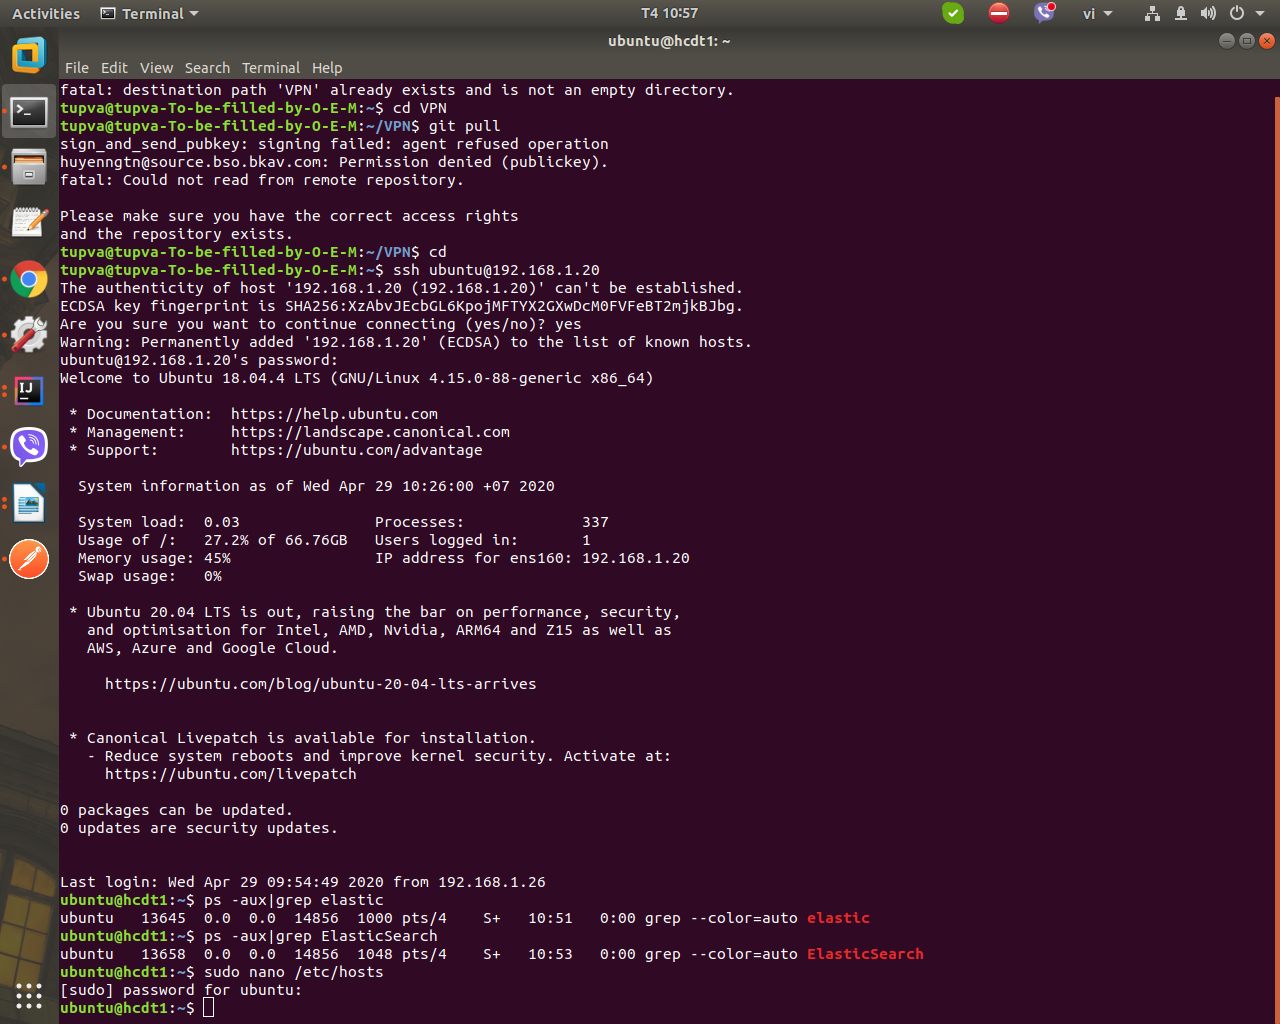 Activities Terminal T4 10:57 vi
ubuntu@hcdt1: ~
File Edit View Search Terminal Help
fatal: destination path 'VPN' already exists and is not an empty directory.
tupva@tupva-To-be-filled-by-O-E-M:~$ cd VPN
tupva@tupva-To-be-filled-by-O-E-M:~/VPN$ git pull
sign_and_send_pubkey: signing failed: agent refused operation
huyenngtn@source.bso.bkav.com: Permission denied (publickey).
fatal: Could not read from remote repository.
Please make sure you have the correct access rights
and the repository exists.
tupva@tupva-To-be-filled-by-O-E-M:~/VPN$ cd
tupva@tupva-To-be-filled-by-O-E-M:~$ ssh ubuntu@192.168.1.20
The authenticity of host '192.168.1.20 (192.168.1.20)' can't be established.
ECDSA key fingerprint is SHA256:XzAbvJEcbGL6KpojMFTYX2GXwDcM0FVFeBT2mjkBJbg.
Are you sure you want to continue connecting (yes/no)? yes
Warning: Permanently added '192.168.1.20' (ECDSA) to the list of known hosts.
ubuntu@192.168.1.20's password:
Welcome to Ubuntu 18.04.4 LTS (GNU/Linux 4.15.0-88-generic x86_64)
* Documentation: https://help.ubuntu.com
* Management: https://landscape.canonical.com
* Support: https://ubuntu.com/advantage
System information as of Wed Apr 29 10:26:00 +07 2020
System load: 0.03 Processes: 337
Usage of /: 27.2% of 66.76GB Users logged in: 1
Memory usage: 45% IP address for ens160: 192.168.1.20
Swap usage: 0%
* Ubuntu 20.04 LTS is out, raising the bar on performance, security,
and optimisation for Intel, AMD, Nvidia, ARM64 and Z15 as well as
AWS, Azure and Google Cloud.
https://ubuntu.com/blog/ubuntu-20-04-lts-arrives
* Canonical Livepatch is available for installation.
- Reduce system reboots and improve kernel security. Activate at:
https://ubuntu.com/livepatch
0 packages can be updated.
0 updates are security updates.
Last login: Wed Apr 29 09:54:49 2020 from 192.168.1.26
ubuntu@hcdt1:~$ ps -aux|grep elastic
ubuntu 13645 0.0 0.0 14856 1000 pts/4 S+ 10:51 0:00 grep --color=auto elastic
ubuntu@hcdt1:~$ ps -aux|grep ElasticSearch
ubuntu 13658 0.0 0.0 14856 1048 pts/4 S+ 10:53 0:00 grep --color=auto ElasticSearch
ubuntu@hcdt1:~$ sudo nano /etc/hosts
[sudo] password for ubuntu:
ubuntu@hcdt1:~$
IJ